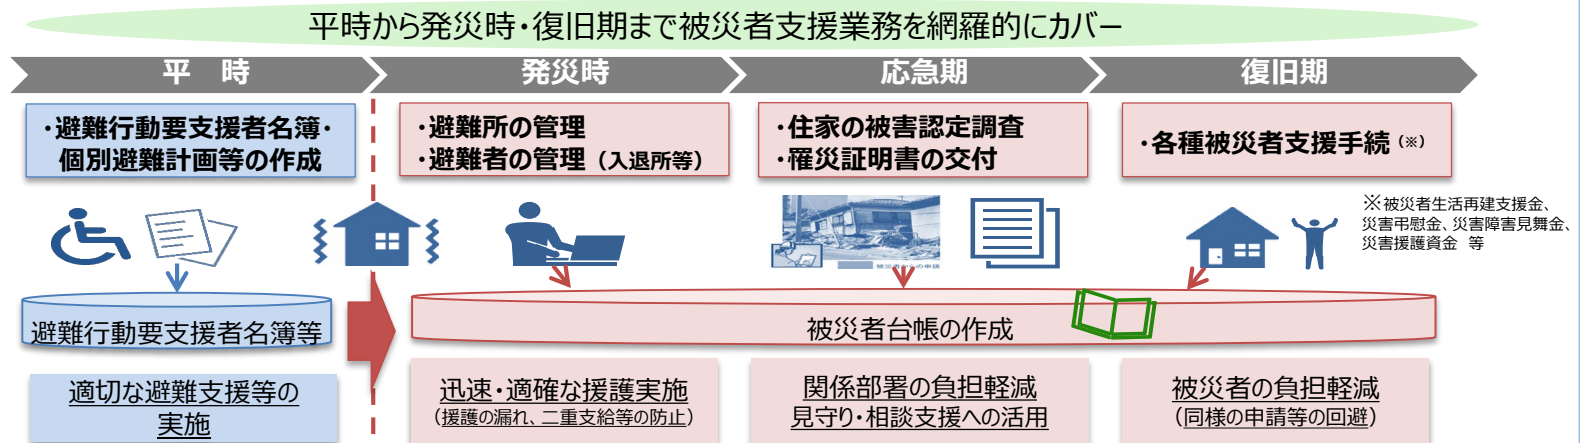 平時から発災時・復旧期まで被災者支援業務を網羅的にカバー
平　時
発災時
応急期
復旧期
・避難行動要支援者名簿・
個別避難計画等の作成
・避難所の管理
・避難者の管理（入退所等）
・住家の被害認定調査
・罹災証明書の交付
・各種被災者支援手続（※）
※被災者生活再建支援金、
災害弔慰金、災害障害見舞金、
災害援護資金 等
被災者からの申請
避難行動要支援者名簿等
被災者台帳の作成
適切な避難支援等の
実施
迅速・適確な援護実施
（援護の漏れ、二重支給等の防止）
関係部署の負担軽減
見守り・相談支援への活用
被災者の負担軽減
（同様の申請等の回避）